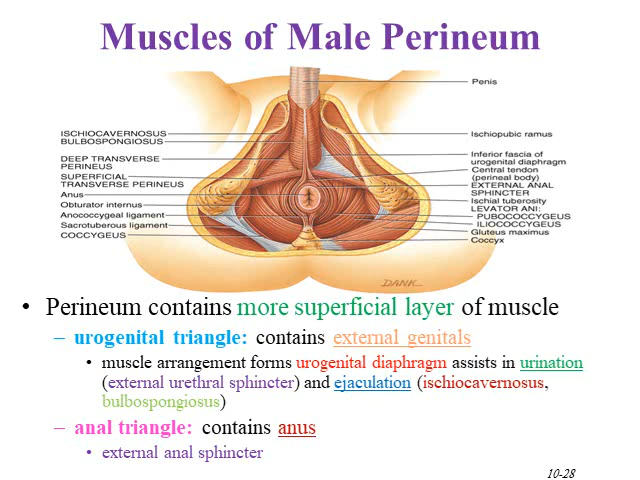 Muscles of Male Perineum
Penis
ISCHIOCAVERNOSUS
BULBOSPONGIOSUS
DEEP TRANSVERSE
PERINEUS
SUPERFICIAL
TRANSVERSE PERINEUS
Anus
Obturator internus
Anococcygeal ligament
Sacrotuberous ligament
COCCYGEUS
Ischiopubic ramus
Inferior fascia of
urogenital diaphragm
Central tendon
(perineal body)
EXTERNAL ANAL
SPHINCTER
Ischial tuberosity
LEVATOR ANI:
PUBOCOCCYGEUS
ILIOCOCCYGEUS
Gluteus maximus
Coccyx
DANK
• Perineum contains more superficial layer of muscle
– urogenital triangle: contains external genitals
• muscle arrangement forms urogenital diaphragm assists in urination
(external urethral sphincter) and ejaculation (ischiocavernosus,
bulbospongiosus)
– anal triangle: contains anus
• external anal sphincter
10-28